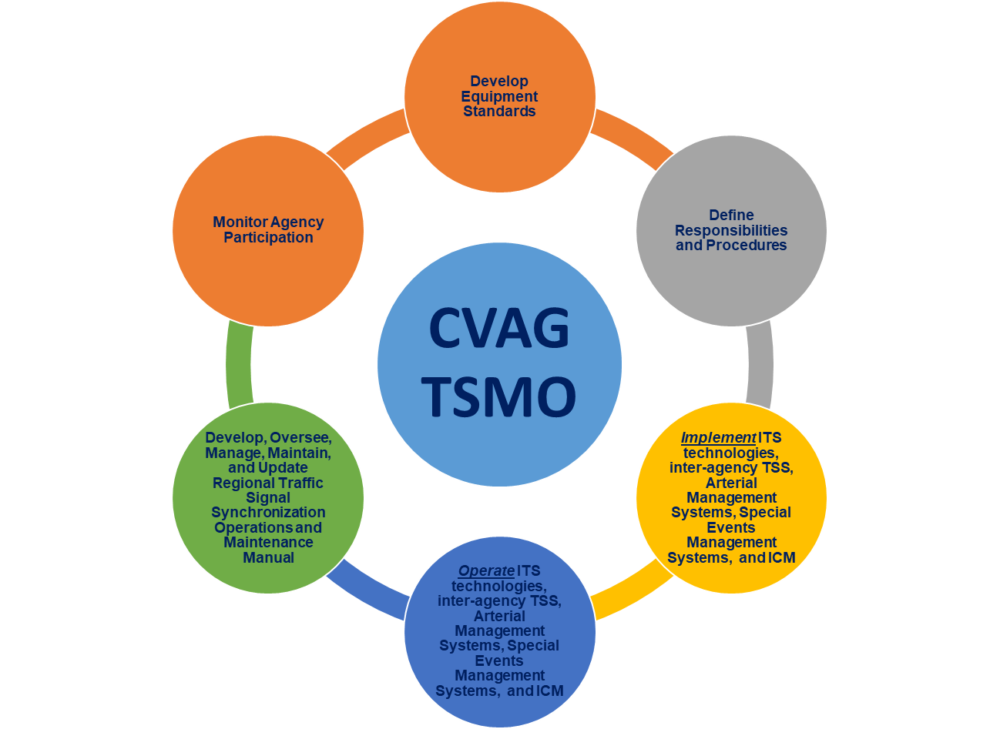 Develop
Equipment
Standards
Define
Responsibilities
and Procedures
Implement ITS
technologies,
inter-agency TSS,
Arterial
Management
Systems, Special
Events
Management
Systems, and ICM
Operate ITS
technologies,
inter-agency TSS,
Arterial
Management
Systems, Special
Events
Management
Systems, and ICM
Develop, Oversee,
Manage, Maintain,
and Update
Regional Traffic
Signal
Synchronization
Operations and
Maintenance
Manual
Monitor Agency
Participation
CVAG
TSMO